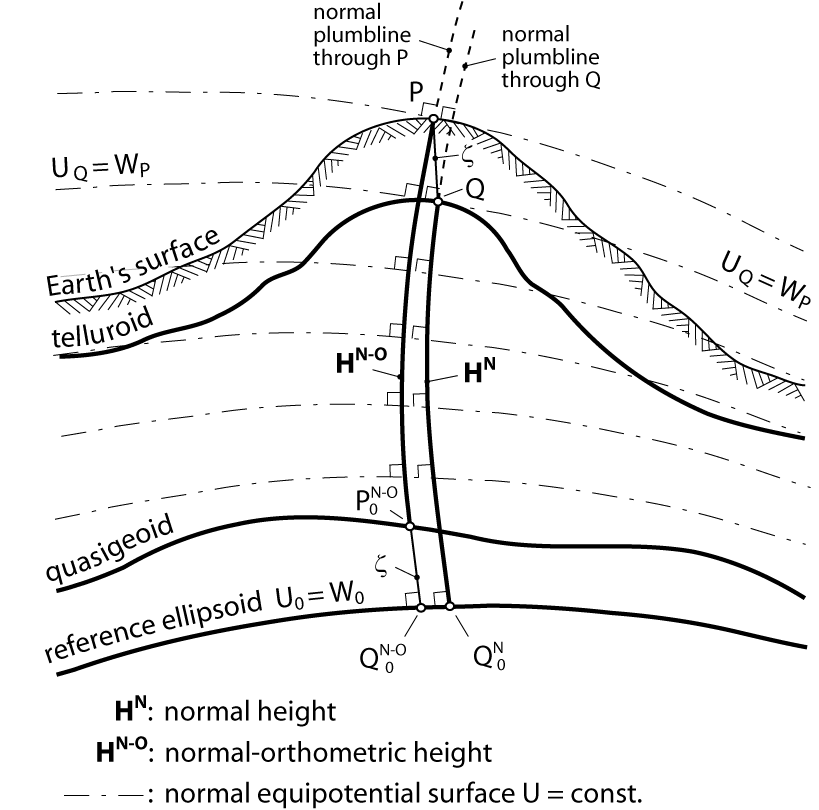 normal
plumbline
through P
normal
plumbline
through Q
P
U_Q = W_P
ζ
Q
Earth's surface
U_Q = W_P
telluroid
H^N-O
H^N
P_0^N-O
quasigeoid
ζ
reference ellipsoid U_0 = W_0
Q_0^N-O
Q_0^N
H^N: normal height
H^N-O: normal-orthometric height
— · — : normal equipotential surface U = const.